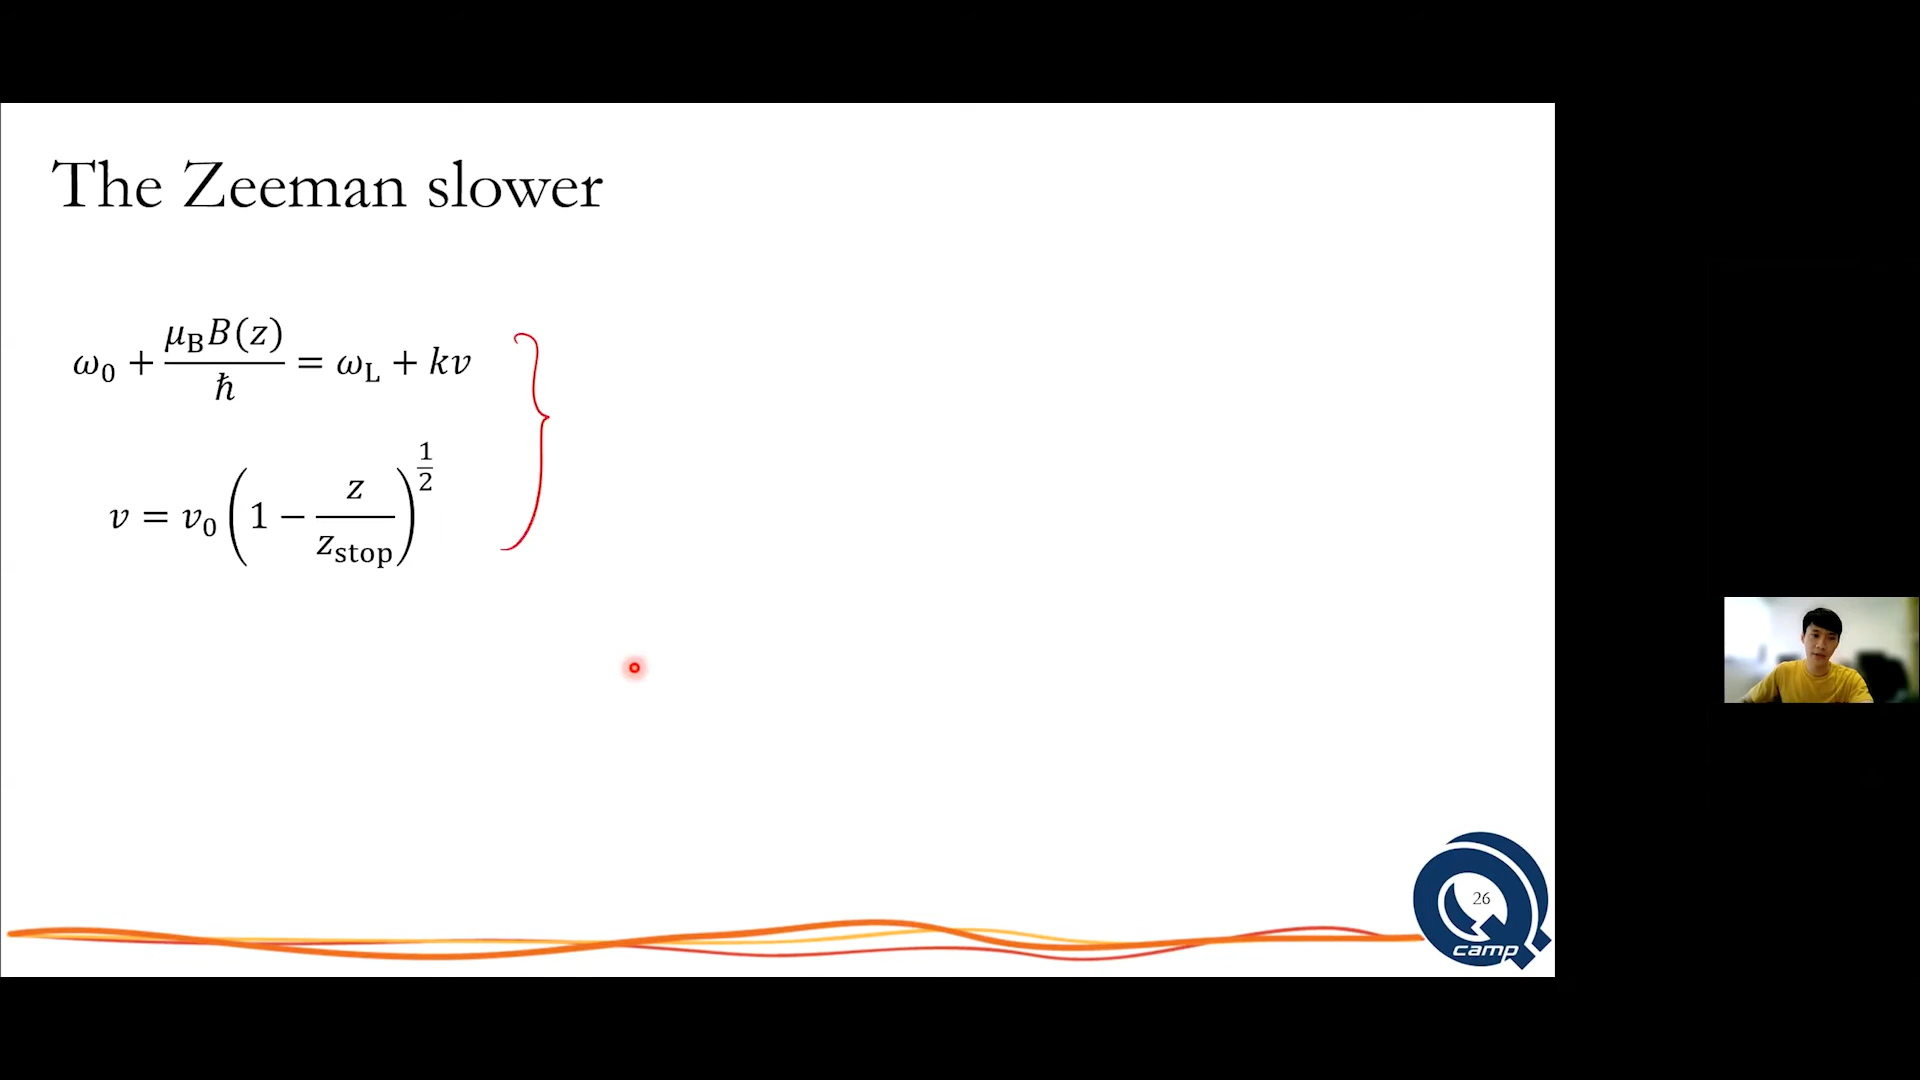 The Zeeman slower
ω₀ + μ_B B(z)/ħ = ω_L + kv
v = v₀ (1 − z/z_stop)^(1/2)
26
camp